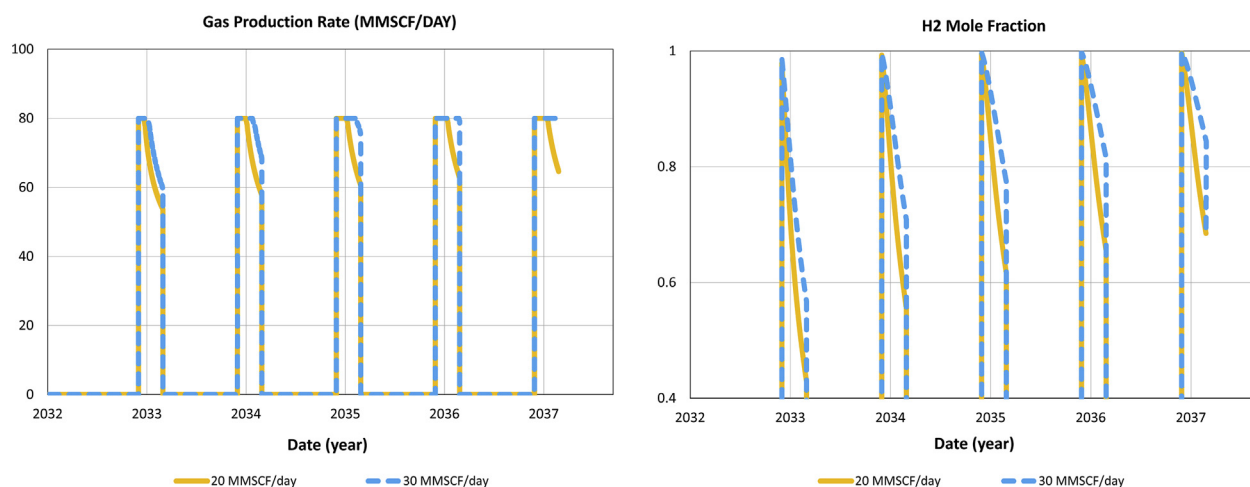 Gas Production Rate (MMSCF/DAY)
100
80
60
40
20
0
2032 2033 2034 2035 2036 2037
Date (year)
20 MMSCF/day 30 MMSCF/day
H2 Mole Fraction
1
0.8
0.6
0.4
2032 2033 2034 2035 2036 2037
Date (year)
20 MMSCF/day 30 MMSCF/day